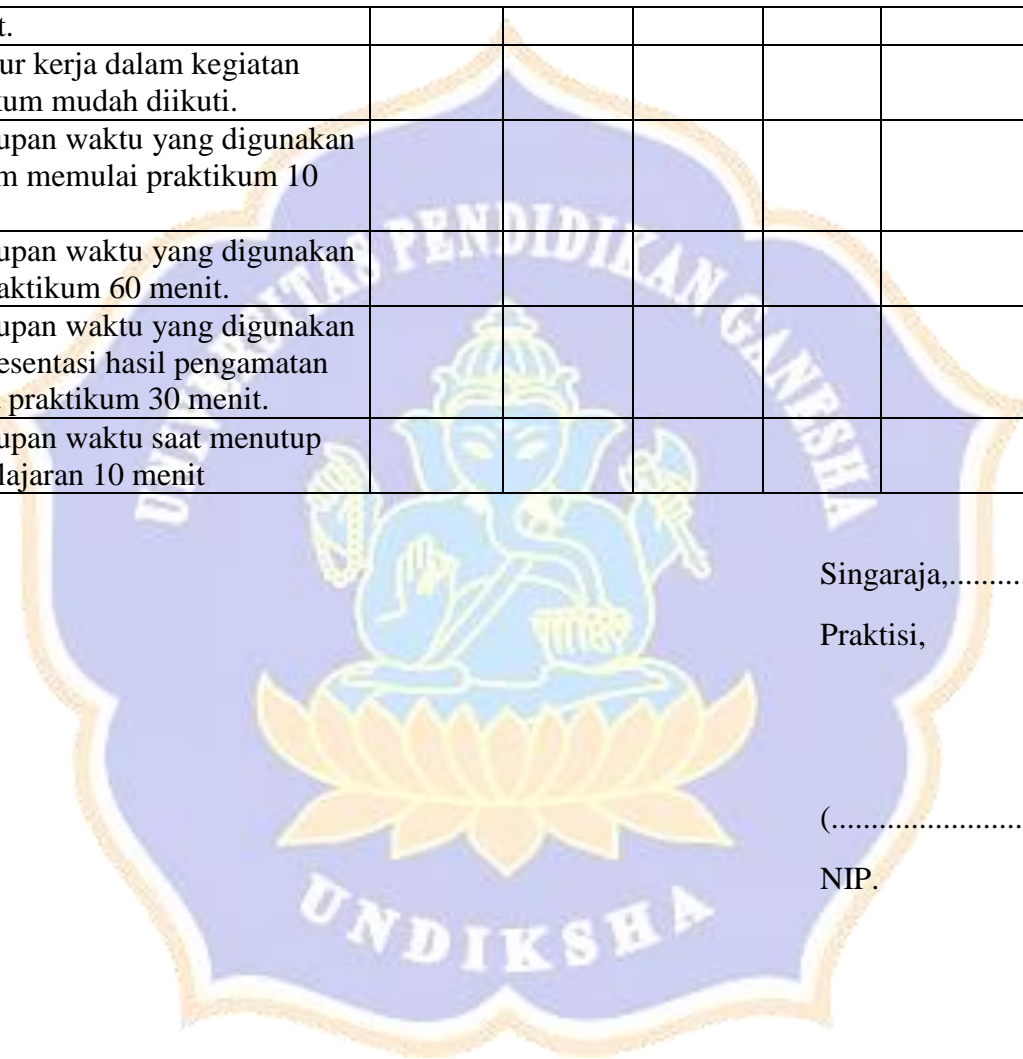 t.
ur kerja dalam kegiatan
kum mudah diikuti.
upan waktu yang digunakan
m memulai praktikum 10
upan waktu yang digunakan
aktikum 60 menit.
upan waktu yang digunakan
esentasi hasil pengamatan
praktikum 30 menit.
upan waktu saat menutup
lajaran 10 menit
UNIVERSITAS PENDIDIKAN GANESHA
Singaraja,..........
Praktisi,
(........................
NIP.
UNDIKSHA